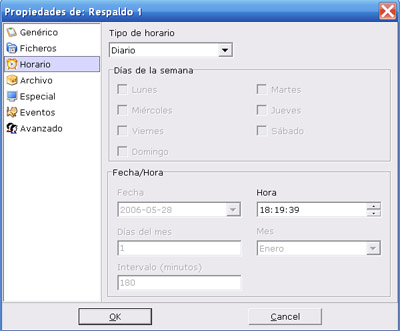 Propiedades de: Respaldo 1
Genérico
Ficheros
Horario
Archivo
Especial
Eventos
Avanzado
Tipo de horario
Diario
Días de la semana
Lunes
Martes
Miércoles
Jueves
Viernes
Sábado
Domingo
Fecha/Hora
Fecha
Hora
2006-05-28
18:19:39
Días del mes
Mes
1
Enero
Intervalo (minutos)
180
OK
Cancel